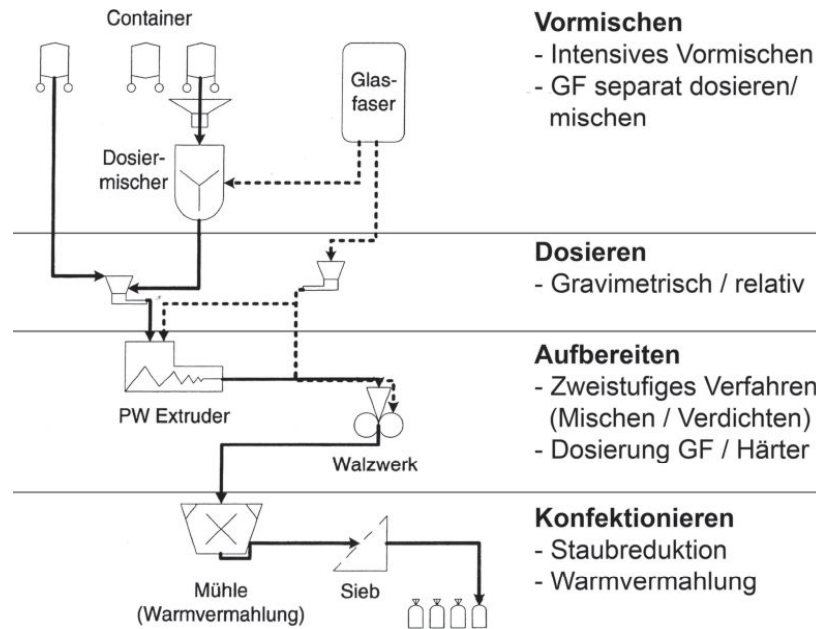 Container
Glas-
faser
Dosier-
mischer
Vormischen
- Intensives Vormischen
- GF separat dosieren/
mischen
Dosieren
- Gravimetrisch / relativ
PW Extruder
Walzwerk
Aufbereiten
- Zweistufiges Verfahren
(Mischen / Verdichten)
- Dosierung GF / Härter
Mühle
(Warmvermahlung)
Sieb
Konfektionieren
- Staubreduktion
- Warmvermahlung